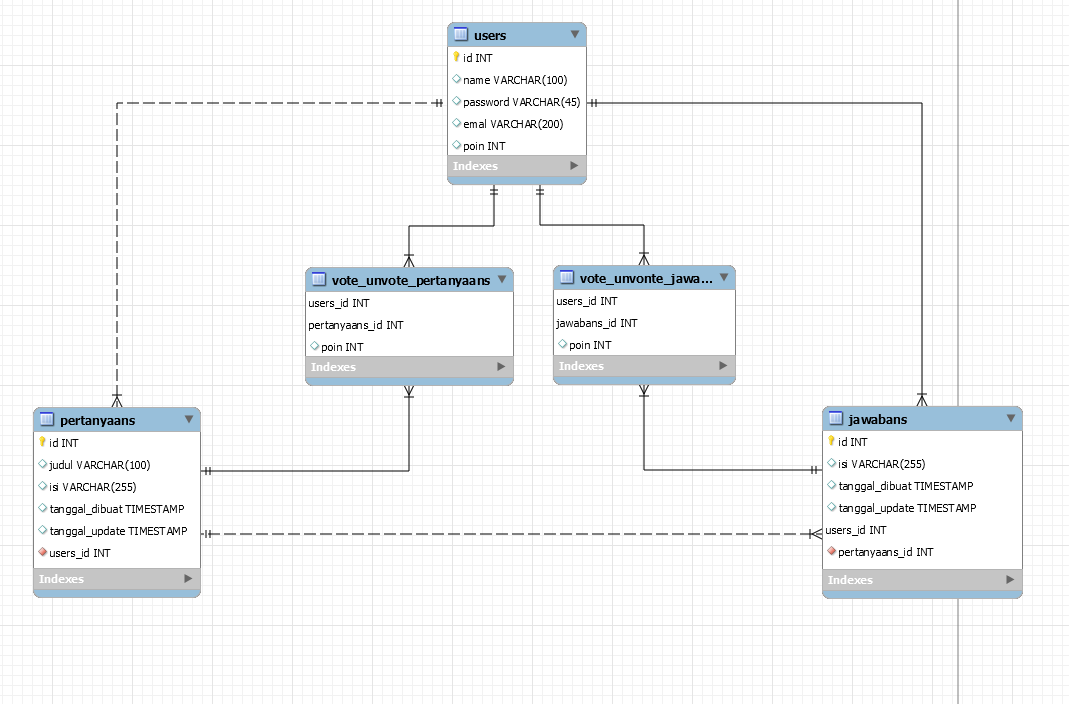 users
id INT
name VARCHAR(100)
password VARCHAR(45)
emal VARCHAR(200)
poin INT
Indexes
vote_unvote_pertanyaans
users_id INT
pertanyaans_id INT
poin INT
Indexes
vote_unvonte_jawa...
users_id INT
jawabans_id INT
poin INT
Indexes
pertanyaans
id INT
judul VARCHAR(100)
isi VARCHAR(255)
tanggal_dibuat TIMESTAMP
tanggal_update TIMESTAMP
users_id INT
Indexes
jawabans
id INT
isi VARCHAR(255)
tanggal_dibuat TIMESTAMP
tanggal_update TIMESTAMP
users_id INT
pertanyaans_id INT
Indexes